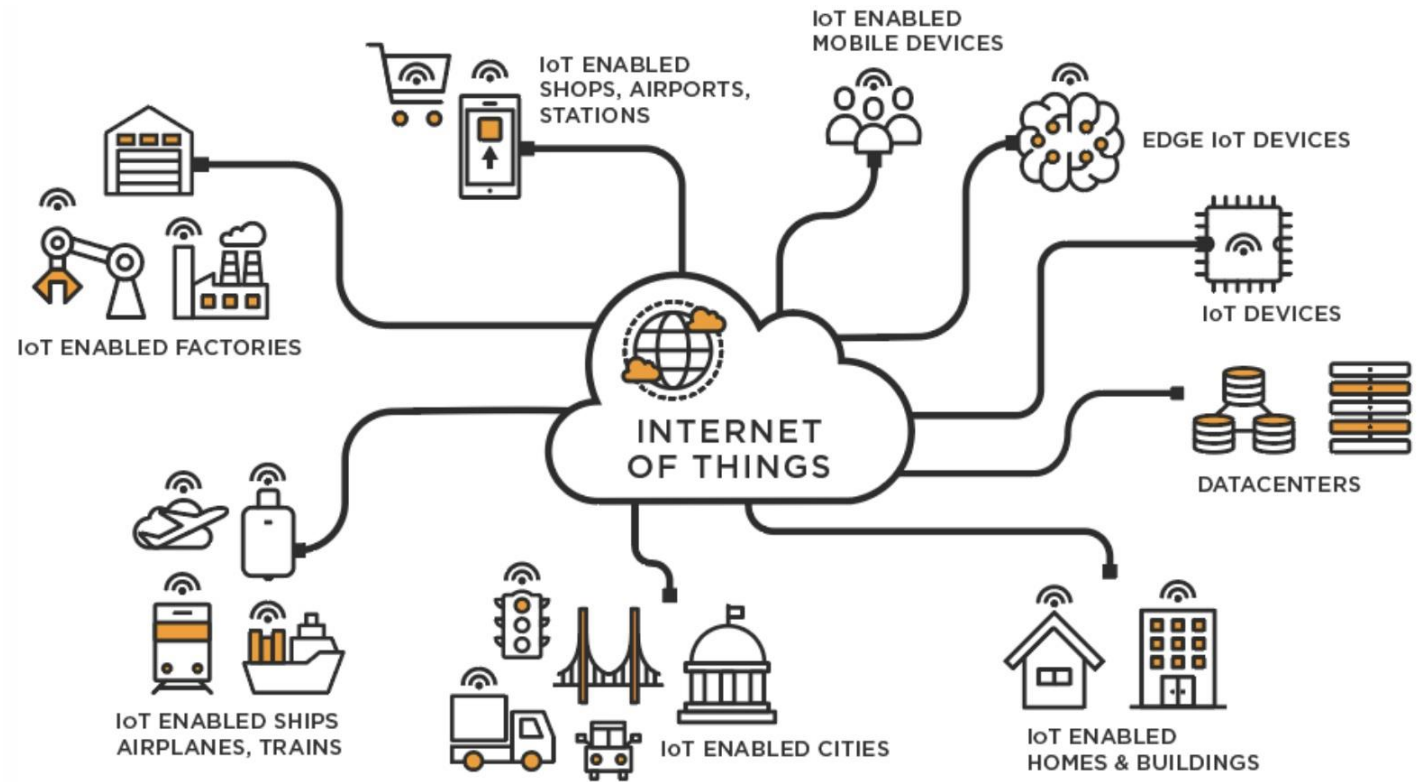 IoT ENABLED
MOBILE DEVICES
IoT ENABLED
SHOPS, AIRPORTS,
STATIONS
EDGE IoT DEVICES
IoT DEVICES
IoT ENABLED FACTORIES
INTERNET
OF THINGS
DATACENTERS
IoT ENABLED SHIPS
AIRPLANES, TRAINS
IoT ENABLED CITIES
IoT ENABLED
HOMES & BUILDINGS